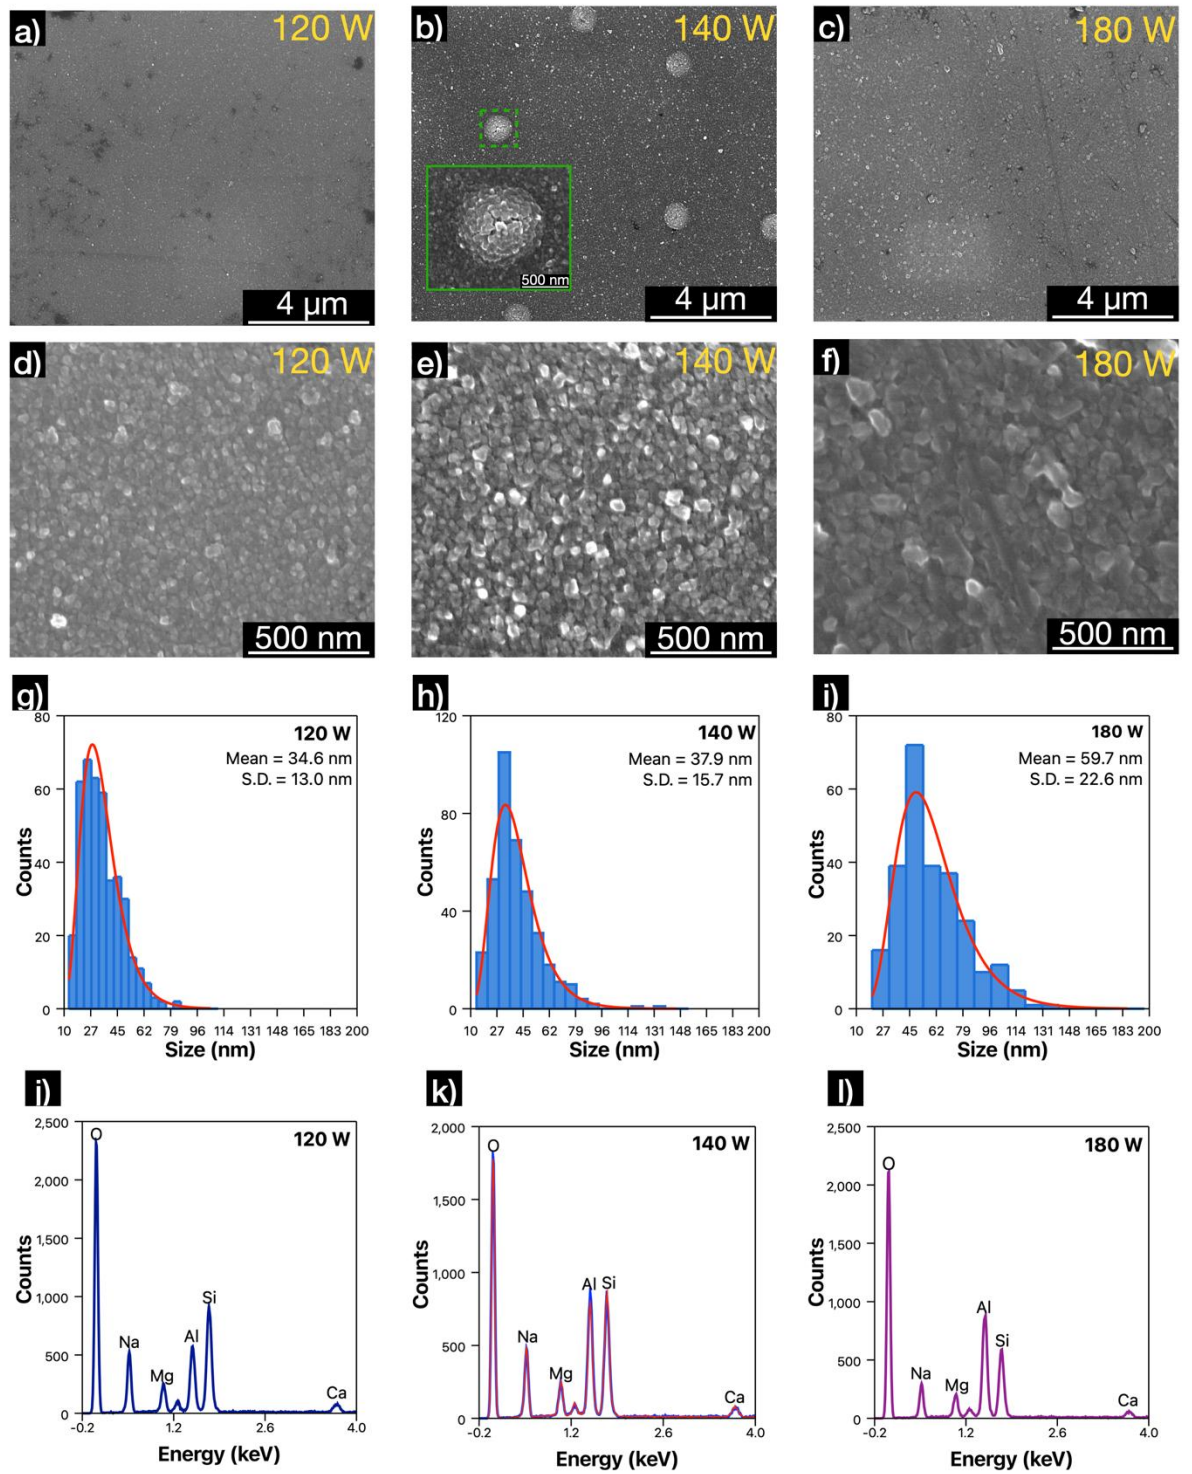 a) 120 W
4 µm
b) 140 W
500 nm
4 µm
c) 180 W
4 µm
d) 120 W
500 nm
e) 140 W
500 nm
f) 180 W
500 nm
g)
120 W
Mean = 34.6 nm
S.D. = 13.0 nm
Counts
80
60
40
20
0
10 27 45 62 79 96 114 131 148 165 183 200
Size (nm)
h)
140 W
Mean = 37.9 nm
S.D. = 15.7 nm
Counts
120
80
40
0
10 27 45 62 79 96 114 131 148 165 183 200
Size (nm)
i)
180 W
Mean = 59.7 nm
S.D. = 22.6 nm
Counts
80
60
40
20
0
10 27 45 62 79 96 114 131 148 165 183 200
Size (nm)
j)
120 W
Counts
2,500
2,000
1,500
1,000
500
0
O
Na
Mg
Al
Si
Ca
-0.2 1.2 2.6 4.0
Energy (keV)
k)
140 W
Counts
2,000
1,500
1,000
500
0
O
Na
Mg
Al Si
Ca
-0.2 1.2 2.6 4.0
Energy (keV)
l)
180 W
Counts
2,500
2,000
1,500
1,000
500
0
O
Na
Mg
Al
Si
Ca
-0.2 1.2 2.6 4.0
Energy (keV)